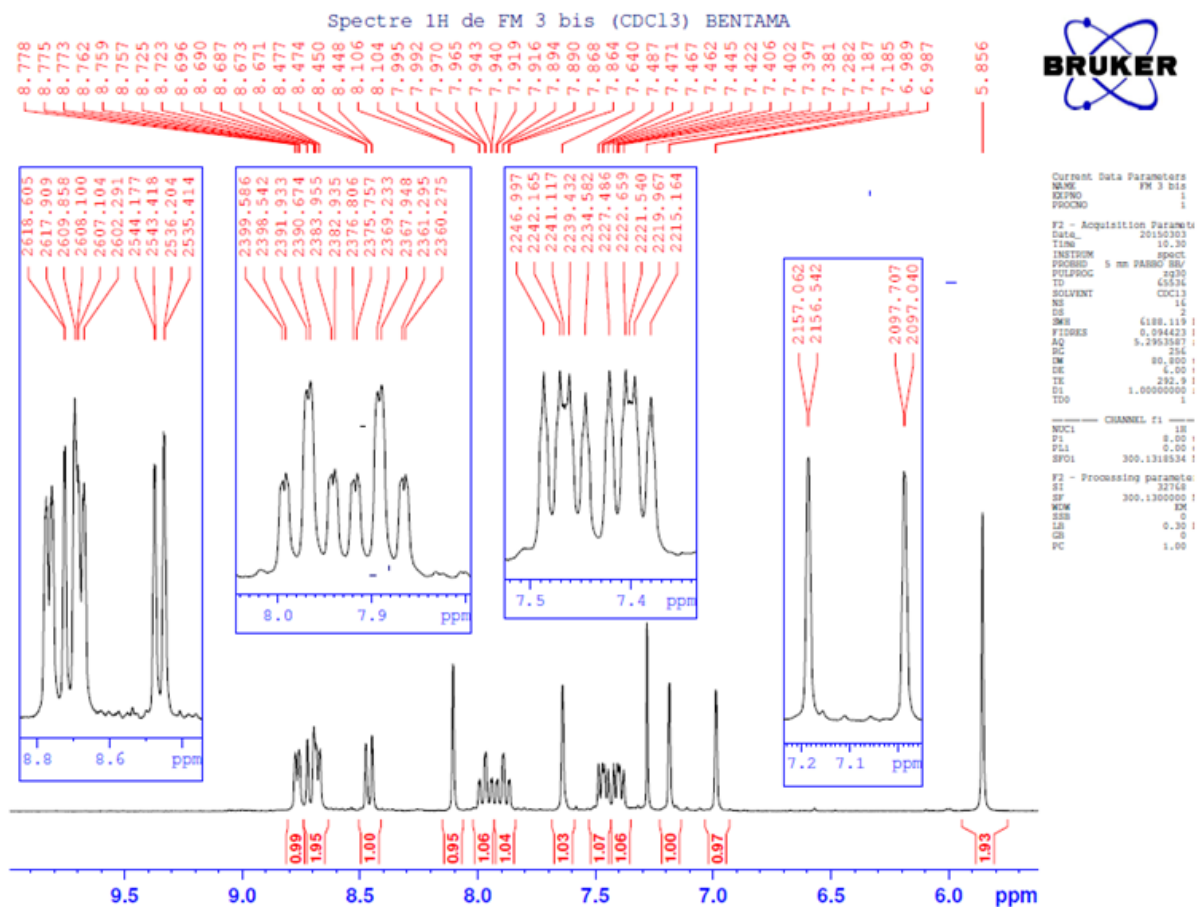 Spectre 1H de FM 3 bis (CDCl3) BENTAMA
BRUKER
8.778
8.775
8.773
8.762
8.759
8.757
8.725
8.723
8.696
8.690
8.687
8.673
8.671
8.477
8.474
8.450
8.448
8.106
8.104
7.995
7.992
7.970
7.965
7.943
7.940
7.919
7.916
7.894
7.890
7.868
7.864
7.640
7.487
7.471
7.467
7.462
7.445
7.422
7.406
7.402
7.397
7.381
7.282
7.187
7.185
6.989
6.987
5.856
2618.605
2617.909
2609.858
2608.100
2607.104
2602.291
2544.177
2543.418
2536.204
2535.414
8.8 8.6 ppm
2399.586
2398.542
2391.933
2390.674
2383.955
2382.935
2376.806
2375.757
2369.233
2367.948
2361.295
2360.275
8.0 7.9 ppm
2246.997
2242.165
2241.117
2239.432
2234.582
2227.486
2222.659
2221.540
2219.967
2215.164
7.5 7.4 ppm
2157.062
2156.542
2097.707
2097.040
7.2 7.1 ppm
Current Data Parameters
NAME FM 3 bis
EXPNO 1
PROCNO 1
F2 - Acquisition Paramete
Date_ 20150303
Time 10.30
INSTRUM spect
PROBHD 5 mm PABBO BB/
PULPROG zg30
TD 65536
SOLVENT CDCl3
NS 16
DS 2
SWH 6188.119
FIDRES 0.094423
AQ 5.2953587
RG 256
DW 80.800
DE 6.00
TE 292.9
D1 1.00000000
TD0 1
CHANNEL f1
NUC1 1H
P1 8.00
PL1 0.00
SFO1 300.1318534
F2 - Processing paramete
SI 32768
SF 300.1300000
WDW EM
SSB 0
LB 0.30
GB 0
PC 1.00
0.99
1.95
1.00
0.95
1.06
1.04
1.03
1.07
1.06
1.00
0.97
1.93
9.5 9.0 8.5 8.0 7.5 7.0 6.5 6.0 ppm